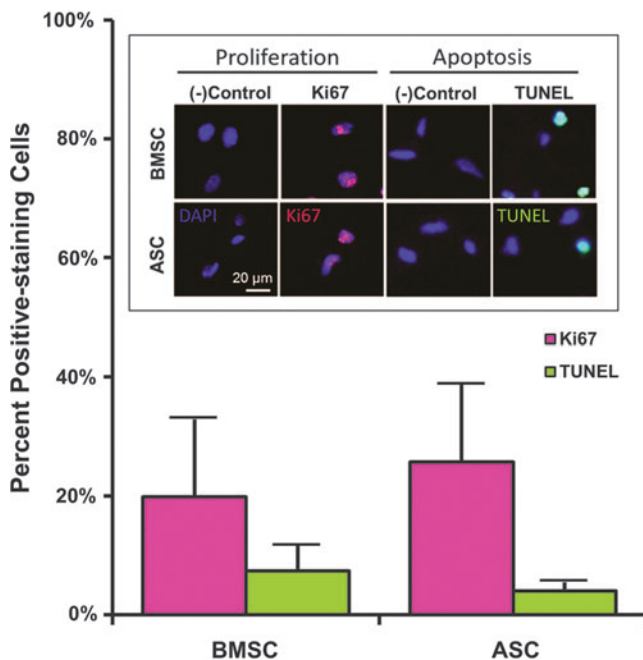 100%
80%
60%
40%
20%
0%
Percent Positive-staining Cells
Proliferation Apoptosis
(-)Control Ki67 (-)Control TUNEL
BMSC
ASC
DAPI Ki67 TUNEL
20 µm
Ki67
TUNEL
BMSC ASC